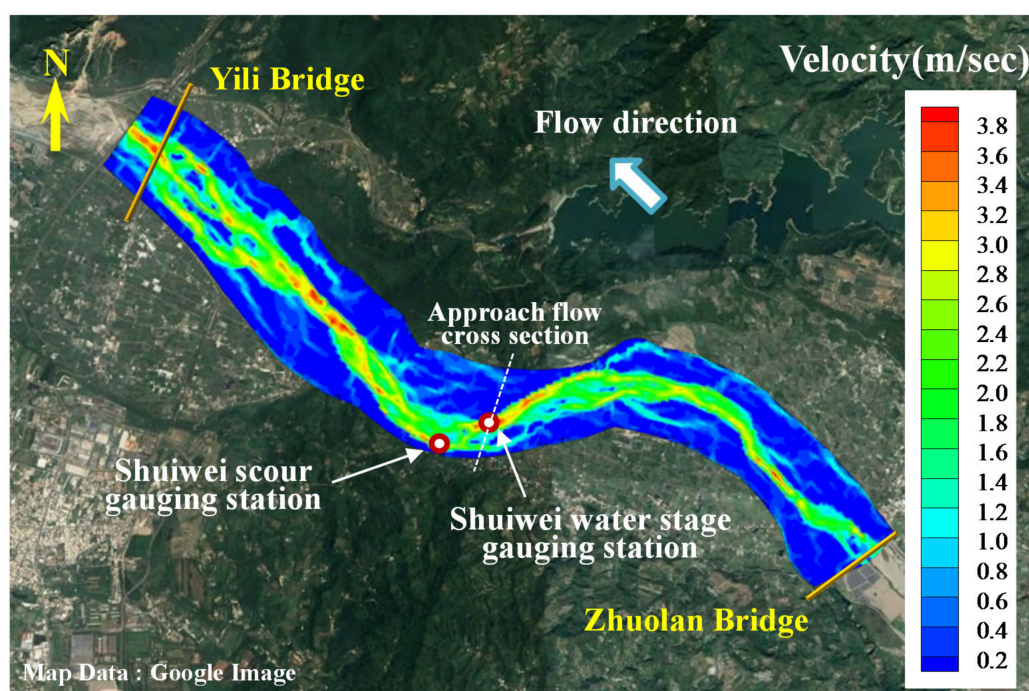 N
Yili Bridge
Flow direction
Velocity(m/sec)
3.8
3.6
3.4
3.2
3.0
2.8
2.6
2.4
2.2
2.0
1.8
1.6
1.4
1.2
1.0
0.8
0.6
0.4
0.2
Approach flow
cross section
Shuiwei scour
gauging station
Shuiwei water stage
gauging station
Zhuolan Bridge
Map Data : Google Image